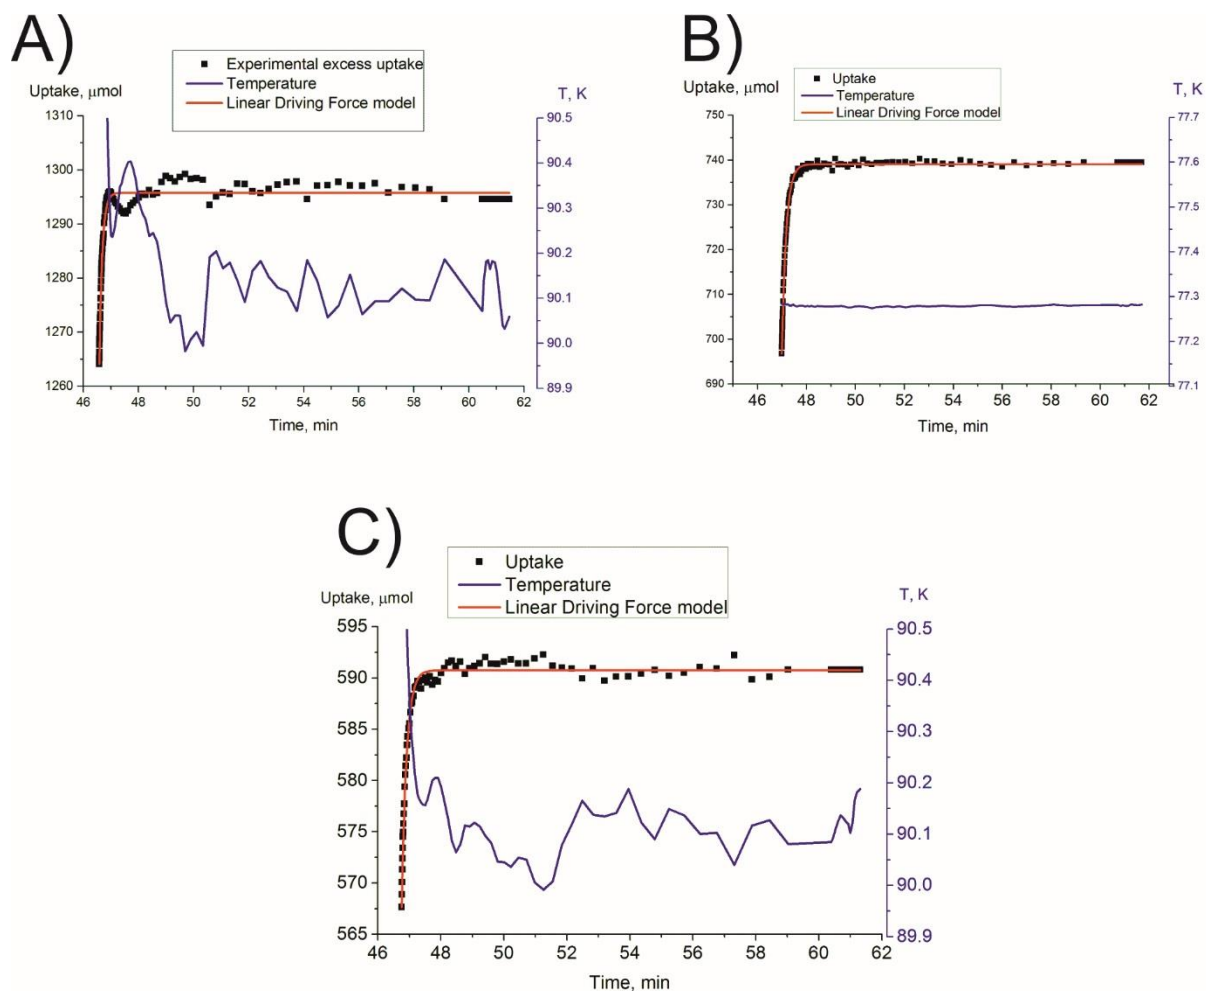 A)
Experimental excess uptake
Temperature
Linear Driving Force model
Uptake, μmol
T, K
1310
1300
1290
1280
1270
1260
90.5
90.4
90.3
90.2
90.1
90.0
89.9
46 48 50 52 54 56 58 60 62
Time, min
B)
Uptake
Temperature
Linear Driving Force model
Uptake, μmol
T, K
750
740
730
720
710
700
690
77.7
77.6
77.5
77.4
77.3
77.2
77.1
46 48 50 52 54 56 58 60 62
Time, min
C)
Uptake
Temperature
Linear Driving Force model
Uptake, μmol
T, K
595
590
585
580
575
570
565
90.5
90.4
90.3
90.2
90.1
90.0
89.9
46 48 50 52 54 56 58 60 62
Time, min